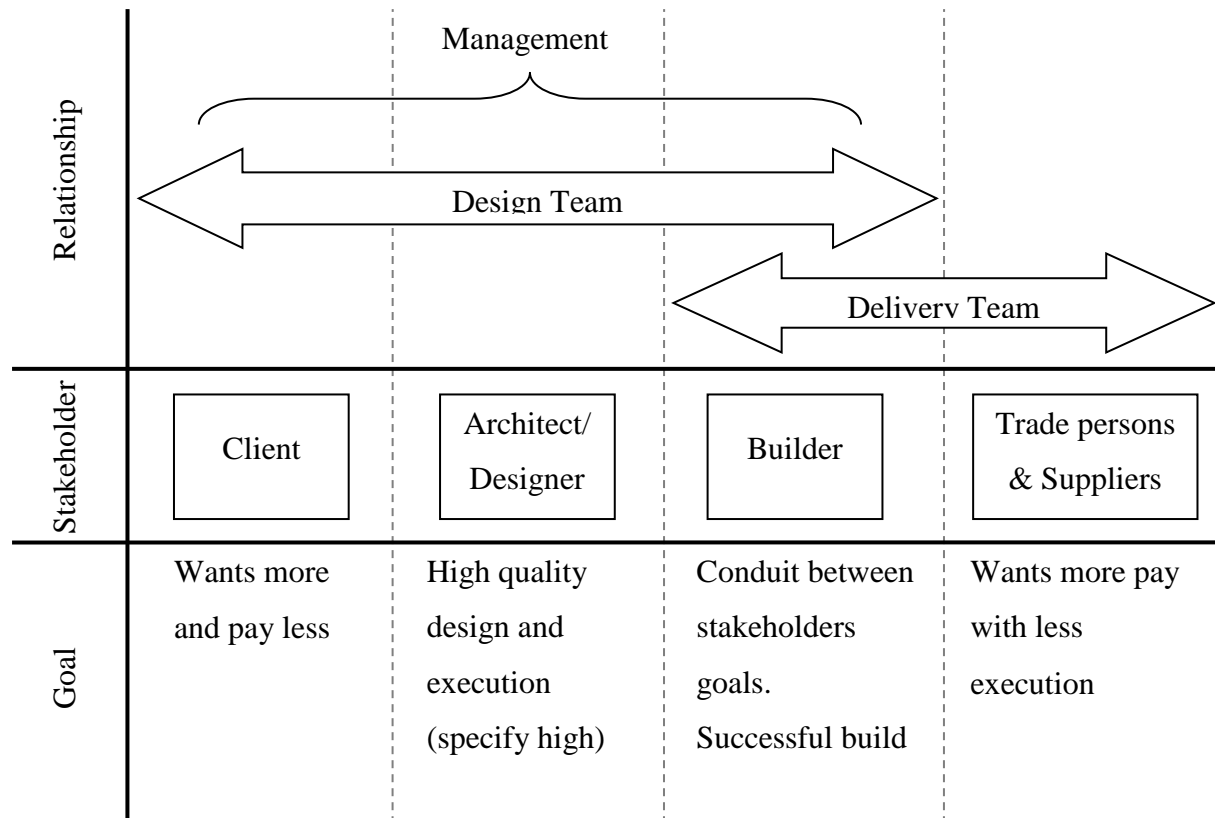 Management
Relationship
Design Team
Delivery Team
Stakeholder
Client
Architect/
Designer
Builder
Trade persons
& Suppliers
Goal
Wants more
and pay less
High quality
design and
execution
(specify high)
Conduit between
stakeholders
goals.
Successful build
Wants more pay
with less
execution